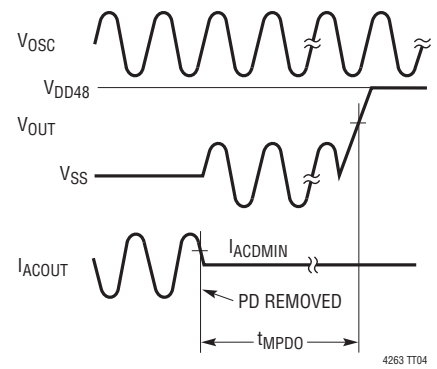 VOSC
VDD48
VOUT
VSS
IACOUT
IACDMIN
PD REMOVED
tMPDO
4263 TT04